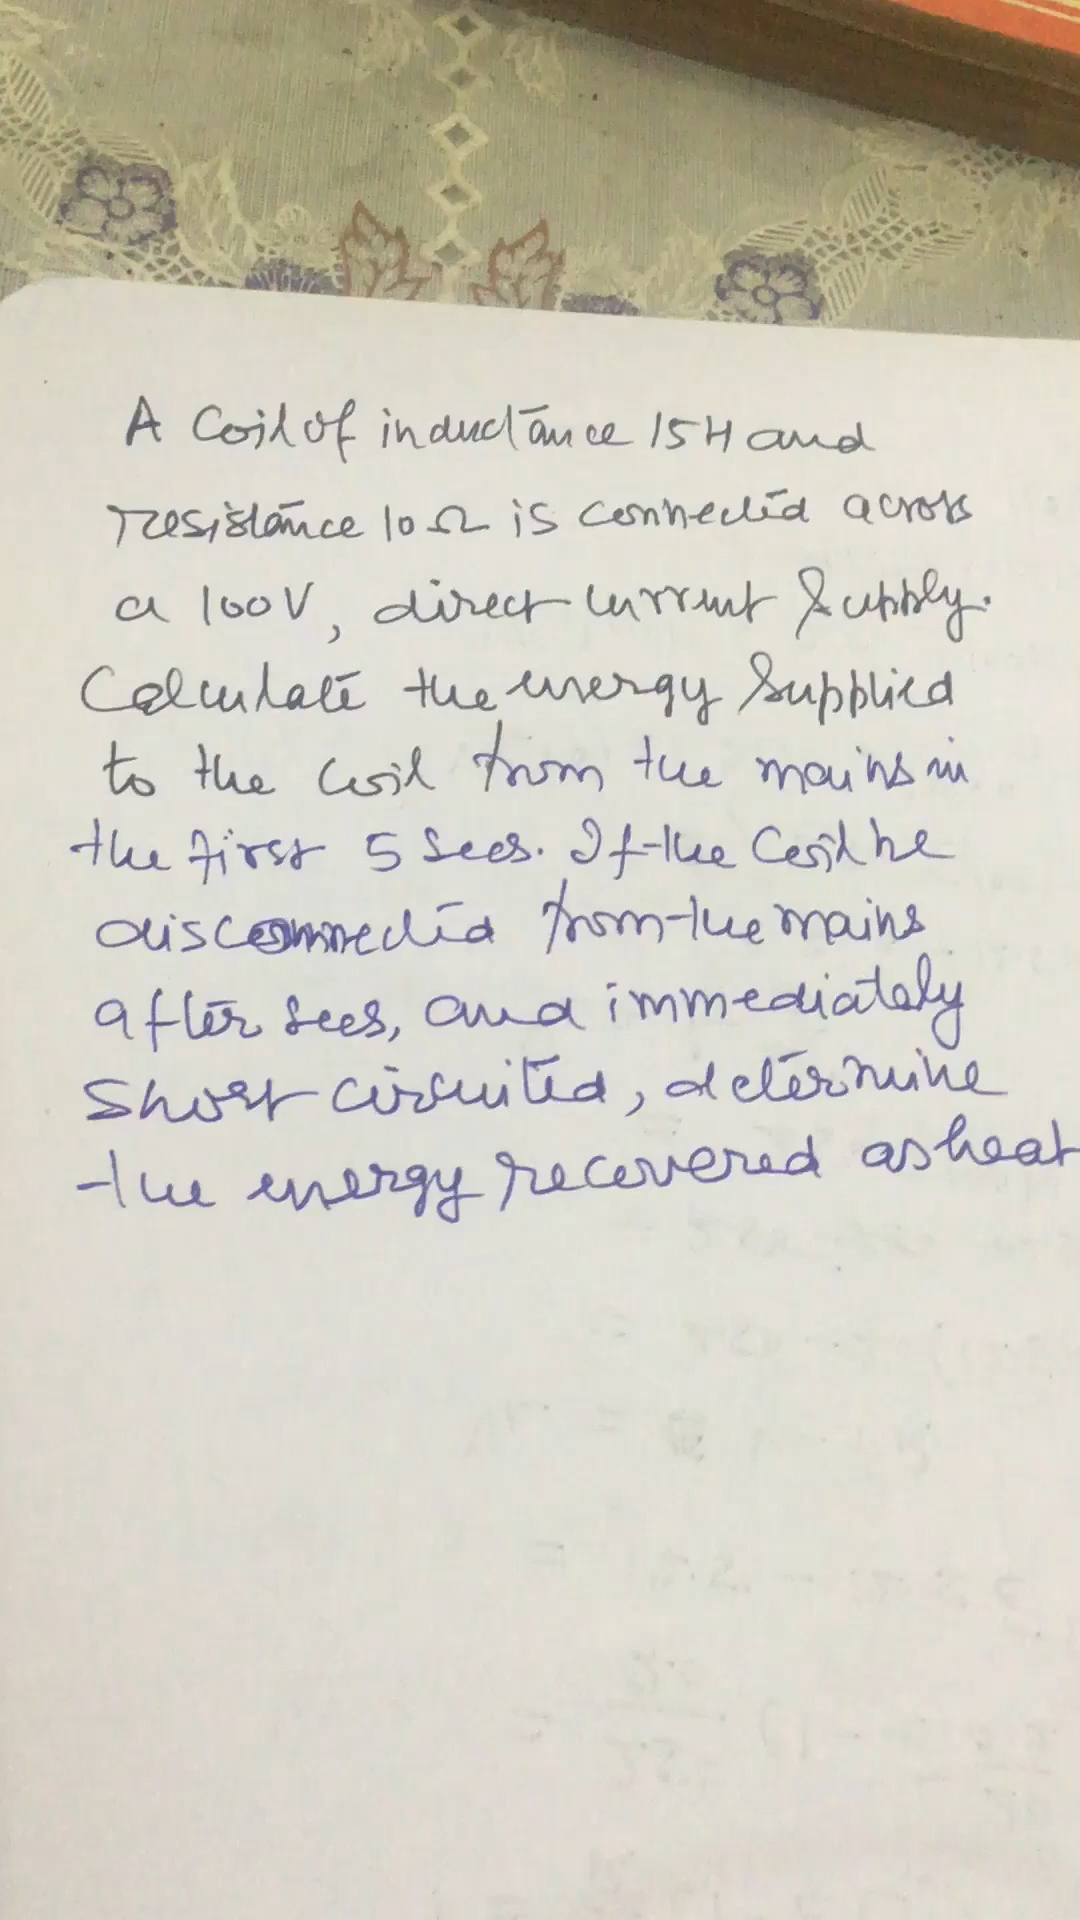 A Coil of inductance 15H and
resistance 10Ω is connected across
a 100V, direct current Supply.
Calculate the energy Supplied
to the coil from the mains in
the first 5 Secs. If the Coil be
disconnected from the mains
after secs, and immediately
Short circuited, determine
the energy recovered as heat